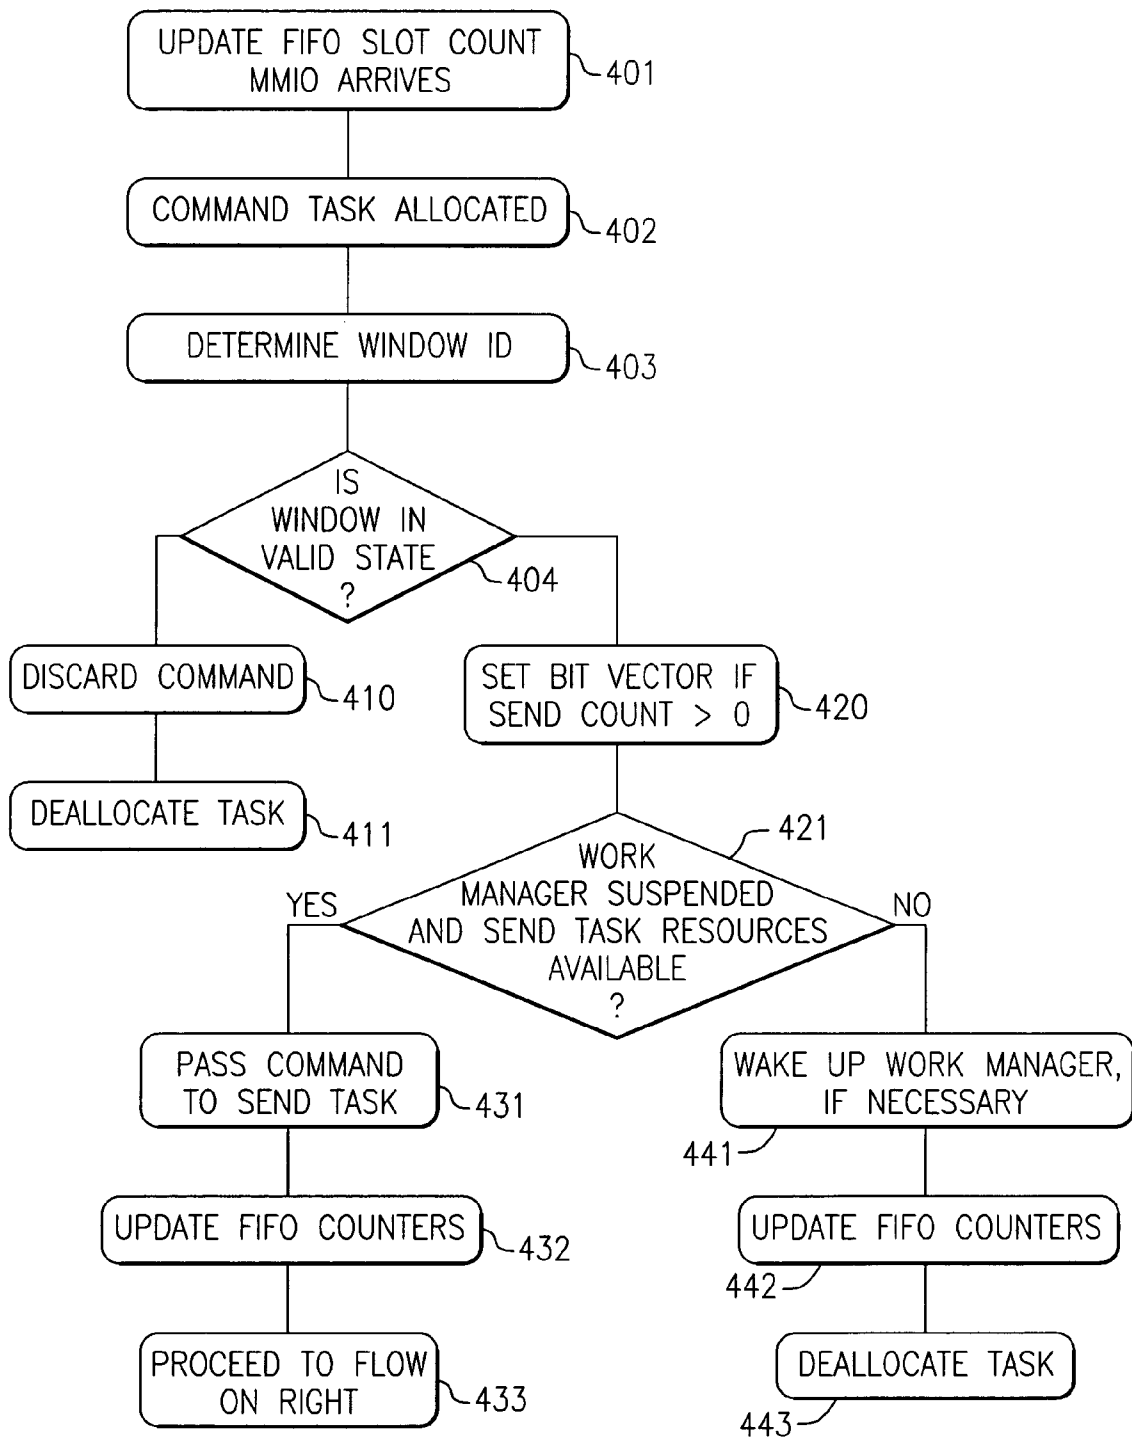 UPDATE FIFO SLOT COUNT
MMIO ARRIVES
401
COMMAND TASK ALLOCATED
402
DETERMINE WINDOW ID
403
IS
WINDOW IN
VALID STATE
?
404
DISCARD COMMAND
410
SET BIT VECTOR IF
SEND COUNT > 0
420
DEALLOCATE TASK
411
421
WORK
MANAGER SUSPENDED
AND SEND TASK RESOURCES
AVAILABLE
?
YES
NO
PASS COMMAND
TO SEND TASK
431
WAKE UP WORK MANAGER,
IF NECESSARY
441
UPDATE FIFO COUNTERS
432
UPDATE FIFO COUNTERS
442
PROCEED TO FLOW
ON RIGHT
433
DEALLOCATE TASK
443